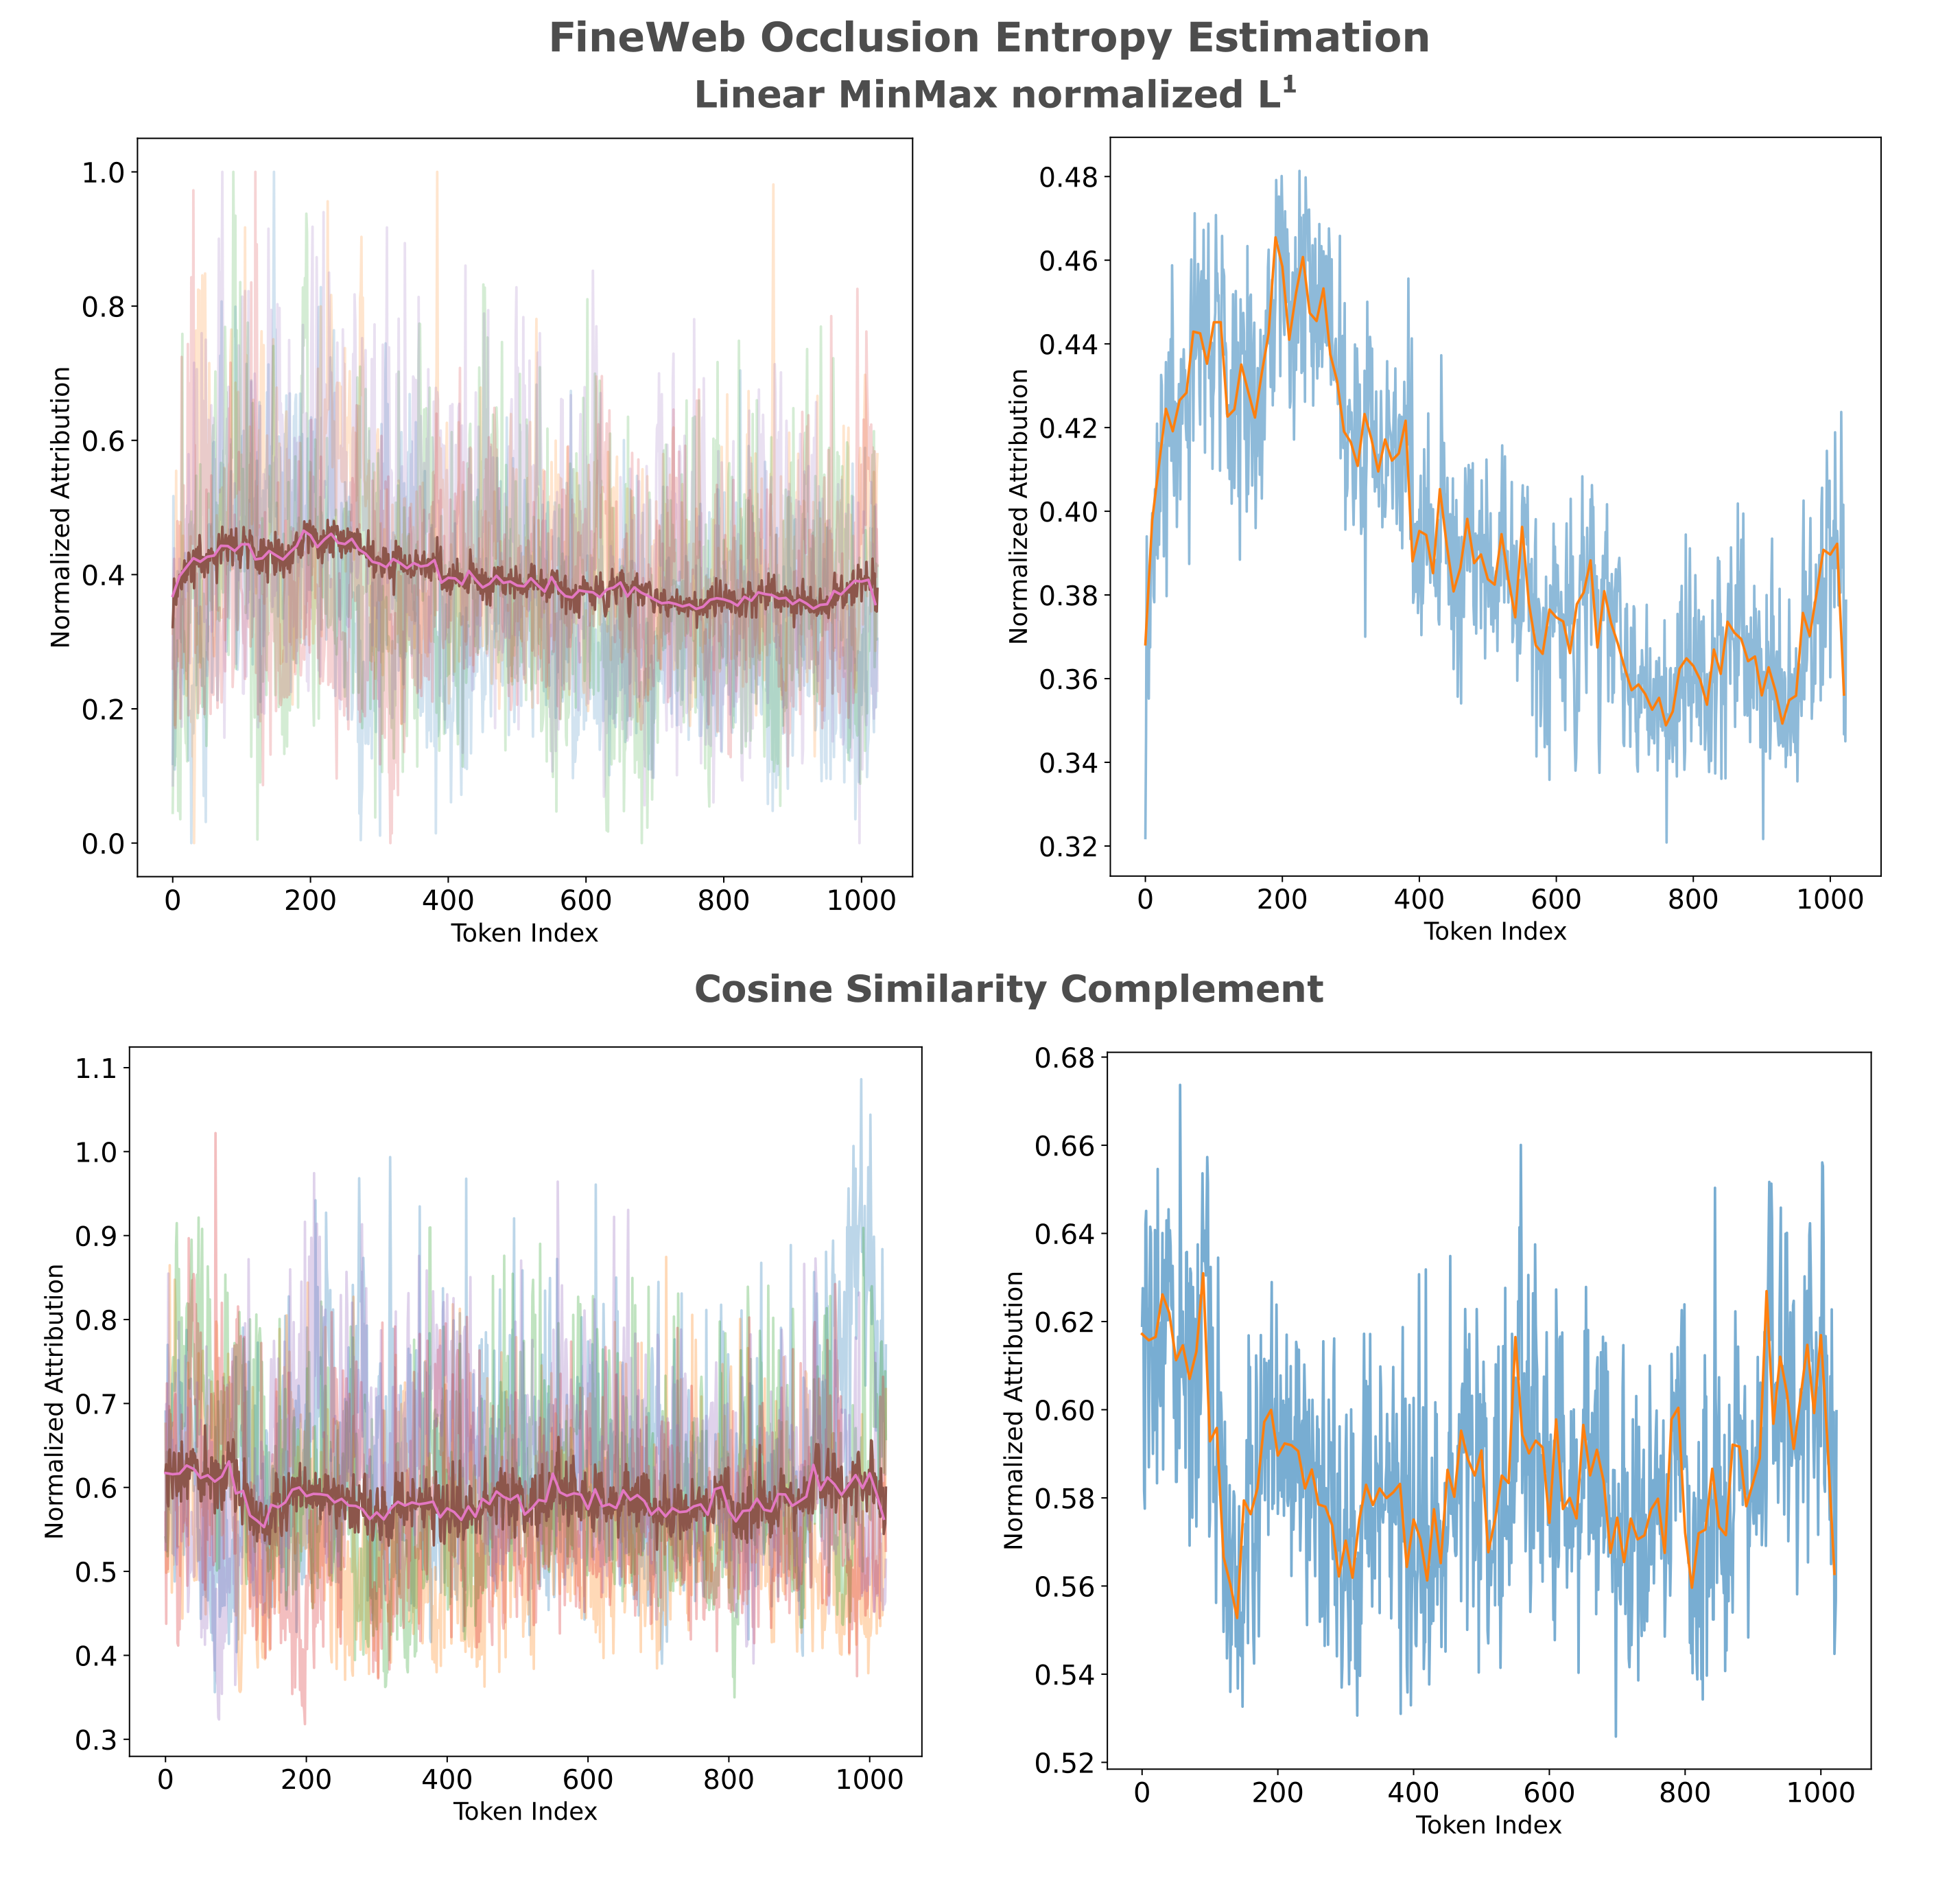 FineWeb Occlusion Entropy Estimation
Linear MinMax normalized L¹
1.0
0.8
0.6
0.4
0.2
0.0
Normalized Attribution
0 200 400 600 800 1000
Token Index
0.48
0.46
0.44
0.42
0.40
0.38
0.36
0.34
0.32
Normalized Attribution
0 200 400 600 800 1000
Token Index
Cosine Similarity Complement
1.1
1.0
0.9
0.8
0.7
0.6
0.5
0.4
0.3
Normalized Attribution
0 200 400 600 800 1000
Token Index
0.68
0.66
0.64
0.62
0.60
0.58
0.56
0.54
0.52
Normalized Attribution
0 200 400 600 800 1000
Token Index